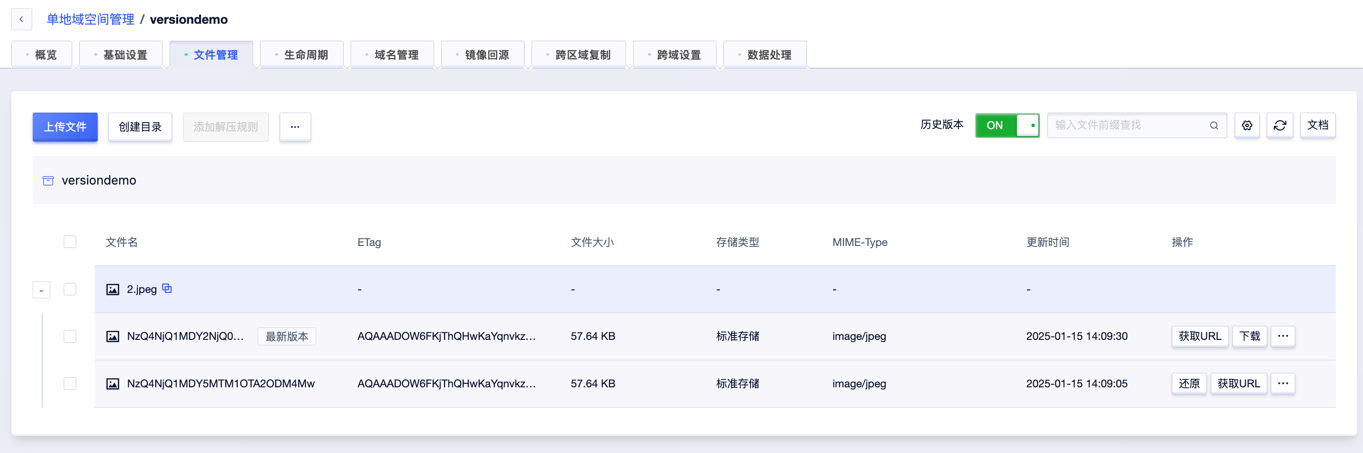 单地域空间管理 / versiondemo
概览 基础设置 文件管理 生命周期 域名管理 镜像回源 跨区域复制 跨域设置 数据处理
上传文件 创建目录 添加解压规则 ... 历史版本 ON 输入文件前缀查找 文档
versiondemo
文件名 ETag 文件大小 存储类型 MIME-Type 更新时间 操作
- 2.jpeg - - - - -
NzQ4NjQ1MDY2NjQ0... 最新版本 AQAAADOW6FKjThQHwKaYqnvkz... 57.64 KB 标准存储 image/jpeg 2025-01-15 14:09:30 获取URL 下载 ...
NzQ4NjQ1MDY5MTM1OTA2ODM4Mw AQAAADOW6FKjThQHwKaYqnvkz... 57.64 KB 标准存储 image/jpeg 2025-01-15 14:09:05 还原 获取URL ...